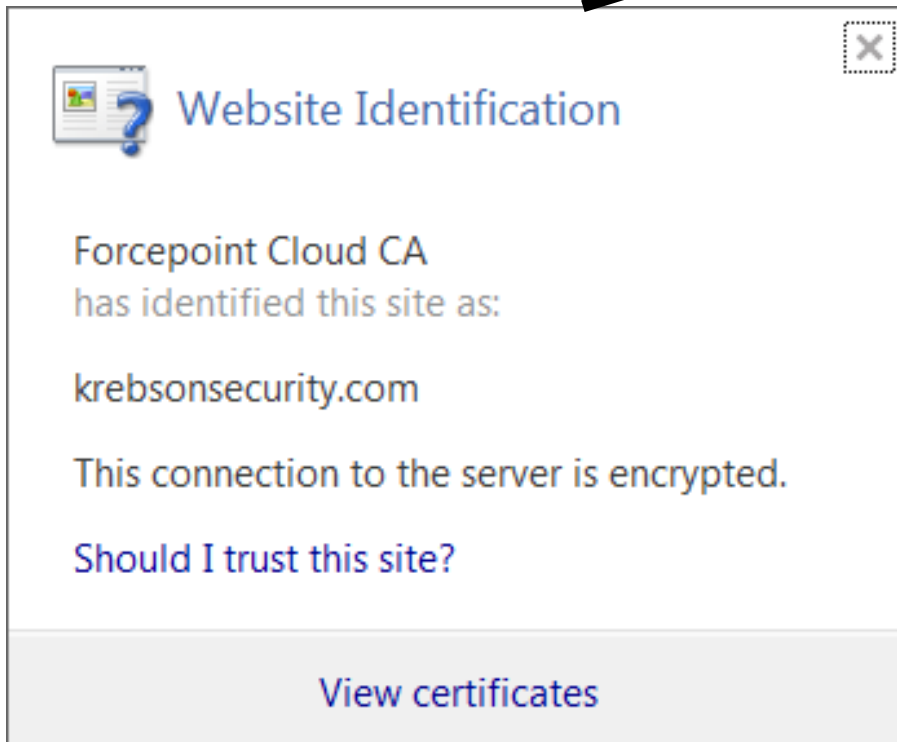 Website Identification
Forcepoint Cloud CA
has identified this site as:
krebsonsecurity.com
This connection to the server is encrypted.
Should I trust this site?
View certificates